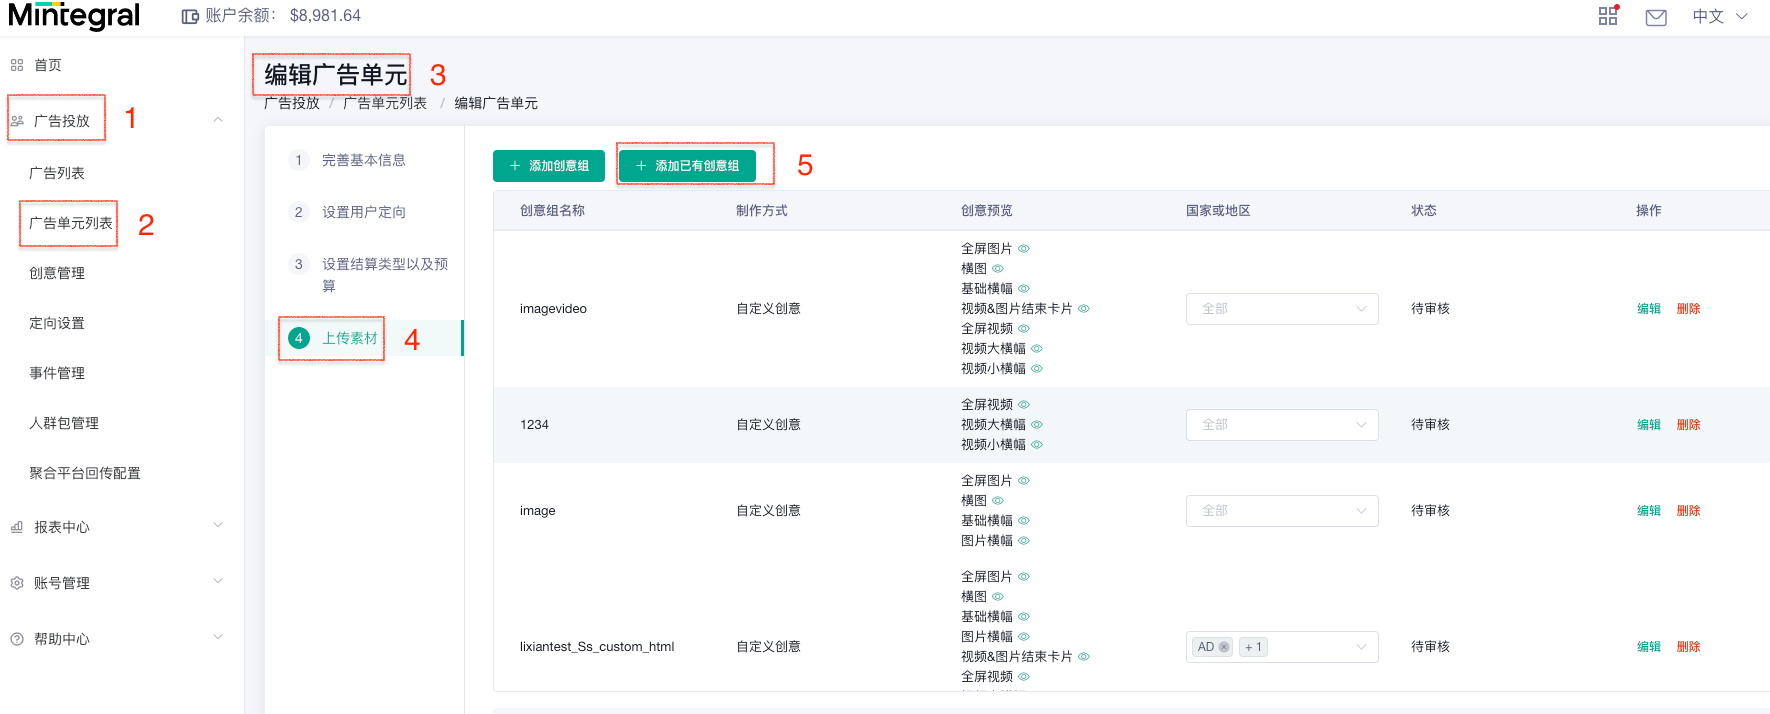 Mintegral
账户余额： $8,981.64
中文
首页
广告投放 1
广告列表
广告单元列表 2
创意管理
定向设置
事件管理
人群包管理
聚合平台回传配置
报表中心
账号管理
帮助中心
编辑广告单元 3
广告投放 / 广告单元列表 / 编辑广告单元
1 完善基本信息
2 设置用户定向
3 设置结算类型以及预
算
4 上传素材 4
+ 添加创意组 + 添加已有创意组 5
创意组名称 制作方式 创意预览 国家或地区 状态 操作
全屏图片
横图
基础横幅
imagevideo 自定义创意 视频&图片结束卡片 全部 待审核 编辑 删除
全屏视频
视频大横幅
视频小横幅
全屏视频
1234 自定义创意 视频大横幅 全部 待审核 编辑 删除
视频小横幅
全屏图片
横图
image 自定义创意 基础横幅 全部 待审核 编辑 删除
图片横幅
全屏图片
横图
基础横幅
图片横幅
lixiantest_Ss_custom_html 自定义创意 AD + 1 待审核 编辑 删除
视频&图片结束卡片
全屏视频